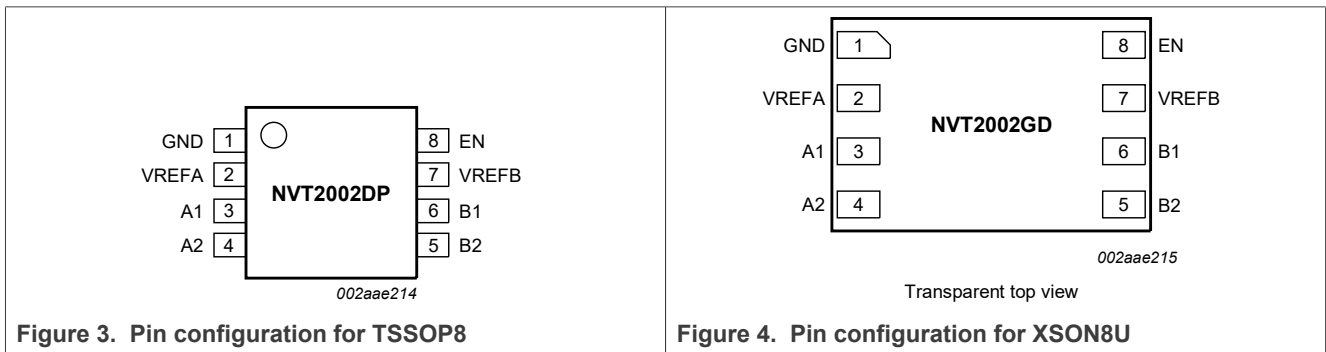 GND 1 8 EN
VREFA 2 7 VREFB
NVT2002DP
A1 3 6 B1
A2 4 5 B2
002aae214
Figure 3. Pin configuration for TSSOP8
GND 1 8 EN
VREFA 2 7 VREFB
NVT2002GD
A1 3 6 B1
A2 4 5 B2
002aae215
Transparent top view
Figure 4. Pin configuration for XSON8U